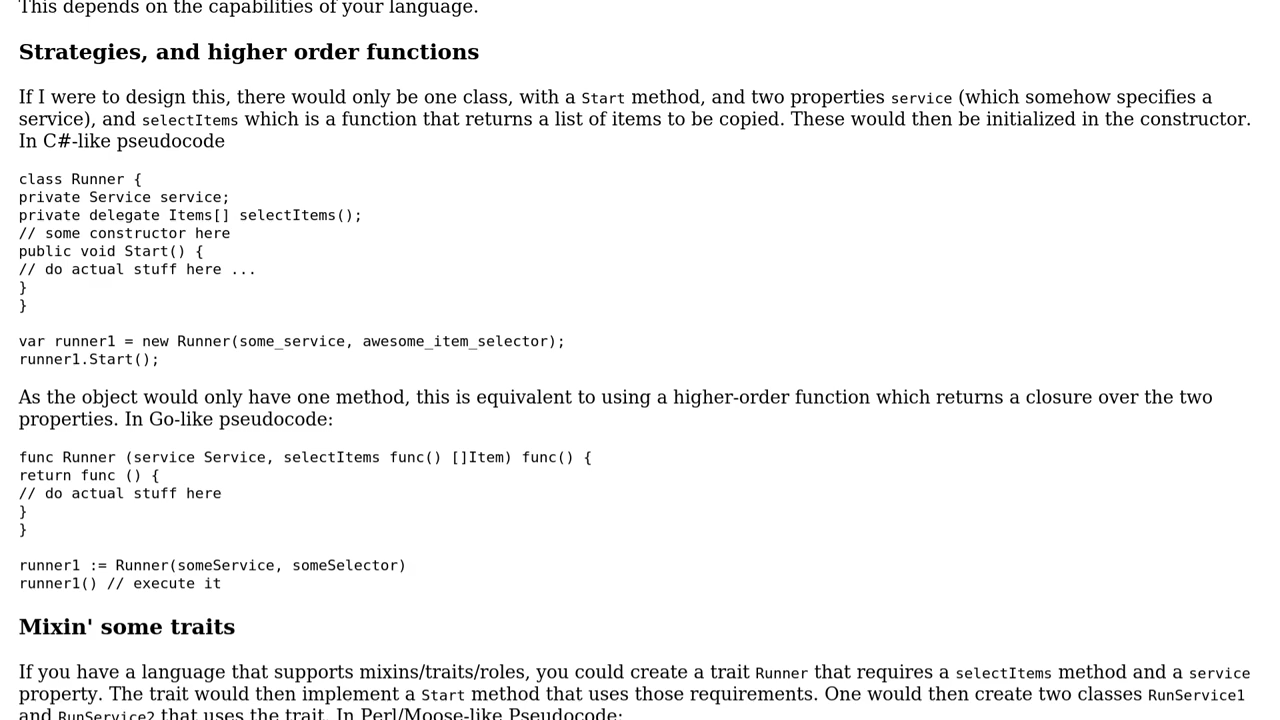 This depends on the capabilities of your language.
Strategies, and higher order functions
If I were to design this, there would only be one class, with a Start method, and two properties service (which somehow specifies a
service), and selectItems which is a function that returns a list of items to be copied. These would then be initialized in the constructor.
In C#-like pseudocode
class Runner {
private Service service;
private delegate Items[] selectItems();
// some constructor here
public void Start() {
// do actual stuff here ...
}
}
var runner1 = new Runner(some_service, awesome_item_selector);
runner1.Start();
As the object would only have one method, this is equivalent to using a higher-order function which returns a closure over the two
properties. In Go-like pseudocode:
func Runner (service Service, selectItems func() []Item) func() {
return func () {
// do actual stuff here
}
}
runner1 := Runner(someService, someSelector)
runner1() // execute it
Mixin' some traits
If you have a language that supports mixins/traits/roles, you could create a trait Runner that requires a selectItems method and a service
property. The trait would then implement a Start method that uses those requirements. One would then create two classes RunService1
and RunService2 that uses the trait. In Perl/Moose-like Pseudocode: